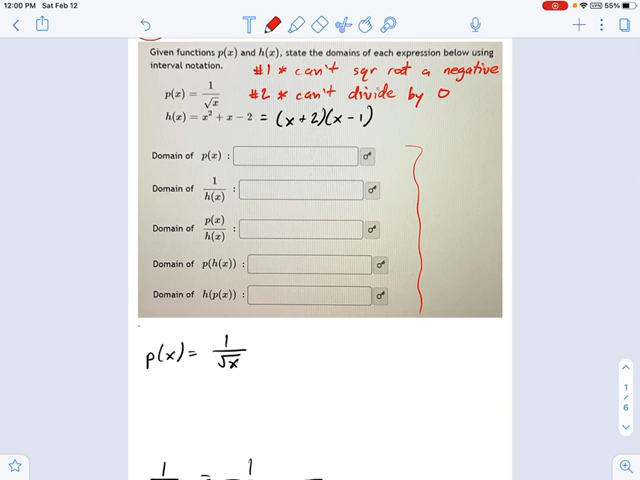 12:00 PM Sat Feb 12
55%
Given functions p(x) and h(x), state the domains of each expression below using
interval notation.
#1 * can't sqr root a negative
p(x) = 1/√x
#2 * can't divide by 0
h(x) = x² + x − 2 = (x+2)(x−1)
Domain of p(x) :
Domain of 1/h(x) :
Domain of p(x)/h(x) :
Domain of p(h(x)) :
Domain of h(p(x)) :
p(x) = 1/√x
1
/
6
1 = 1